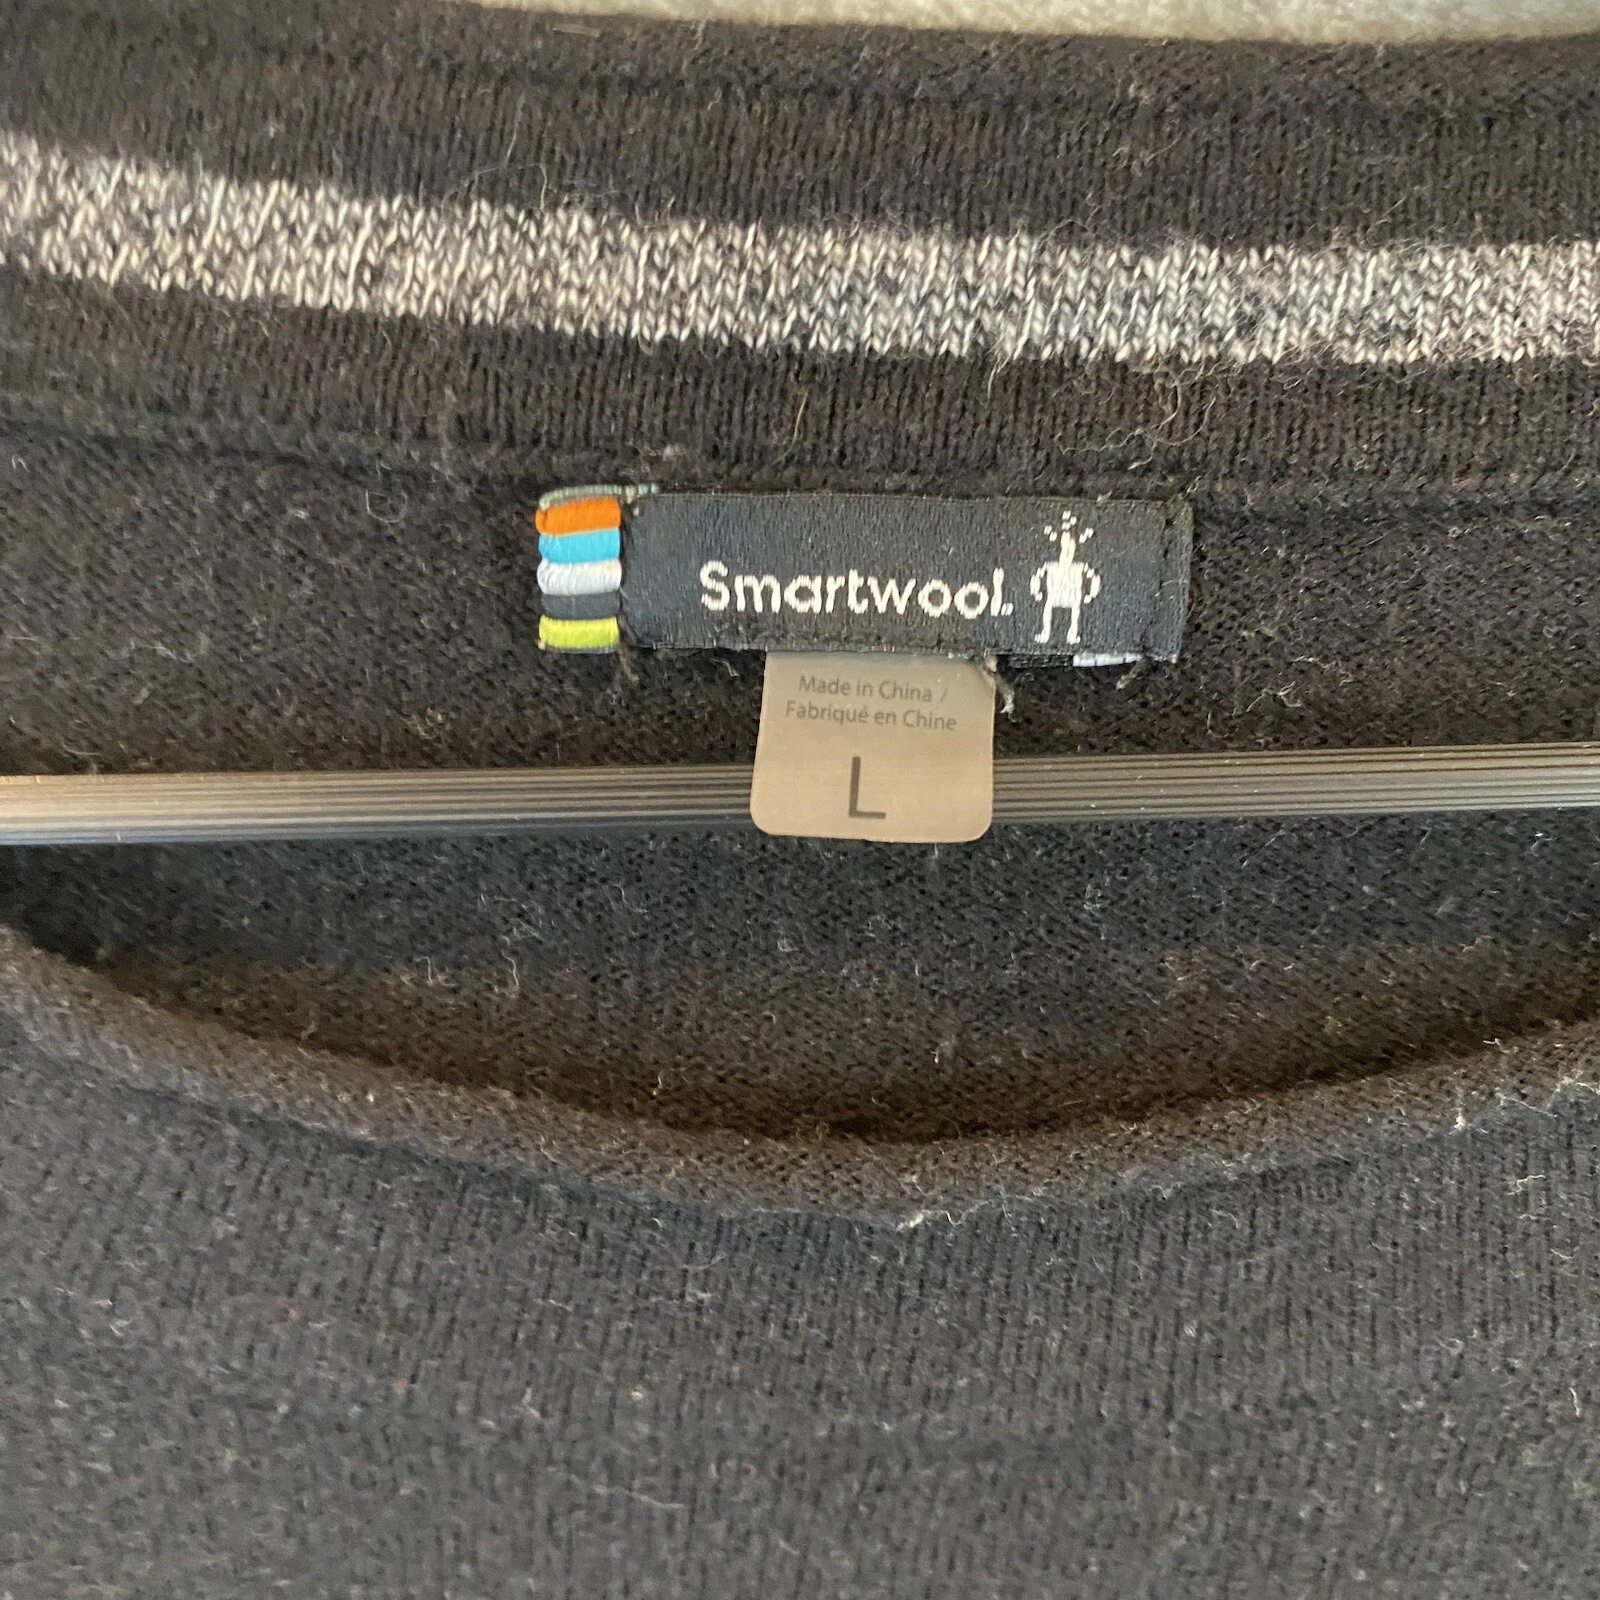 Smartwool.
Made in China /
Fabriqué en Chine
L